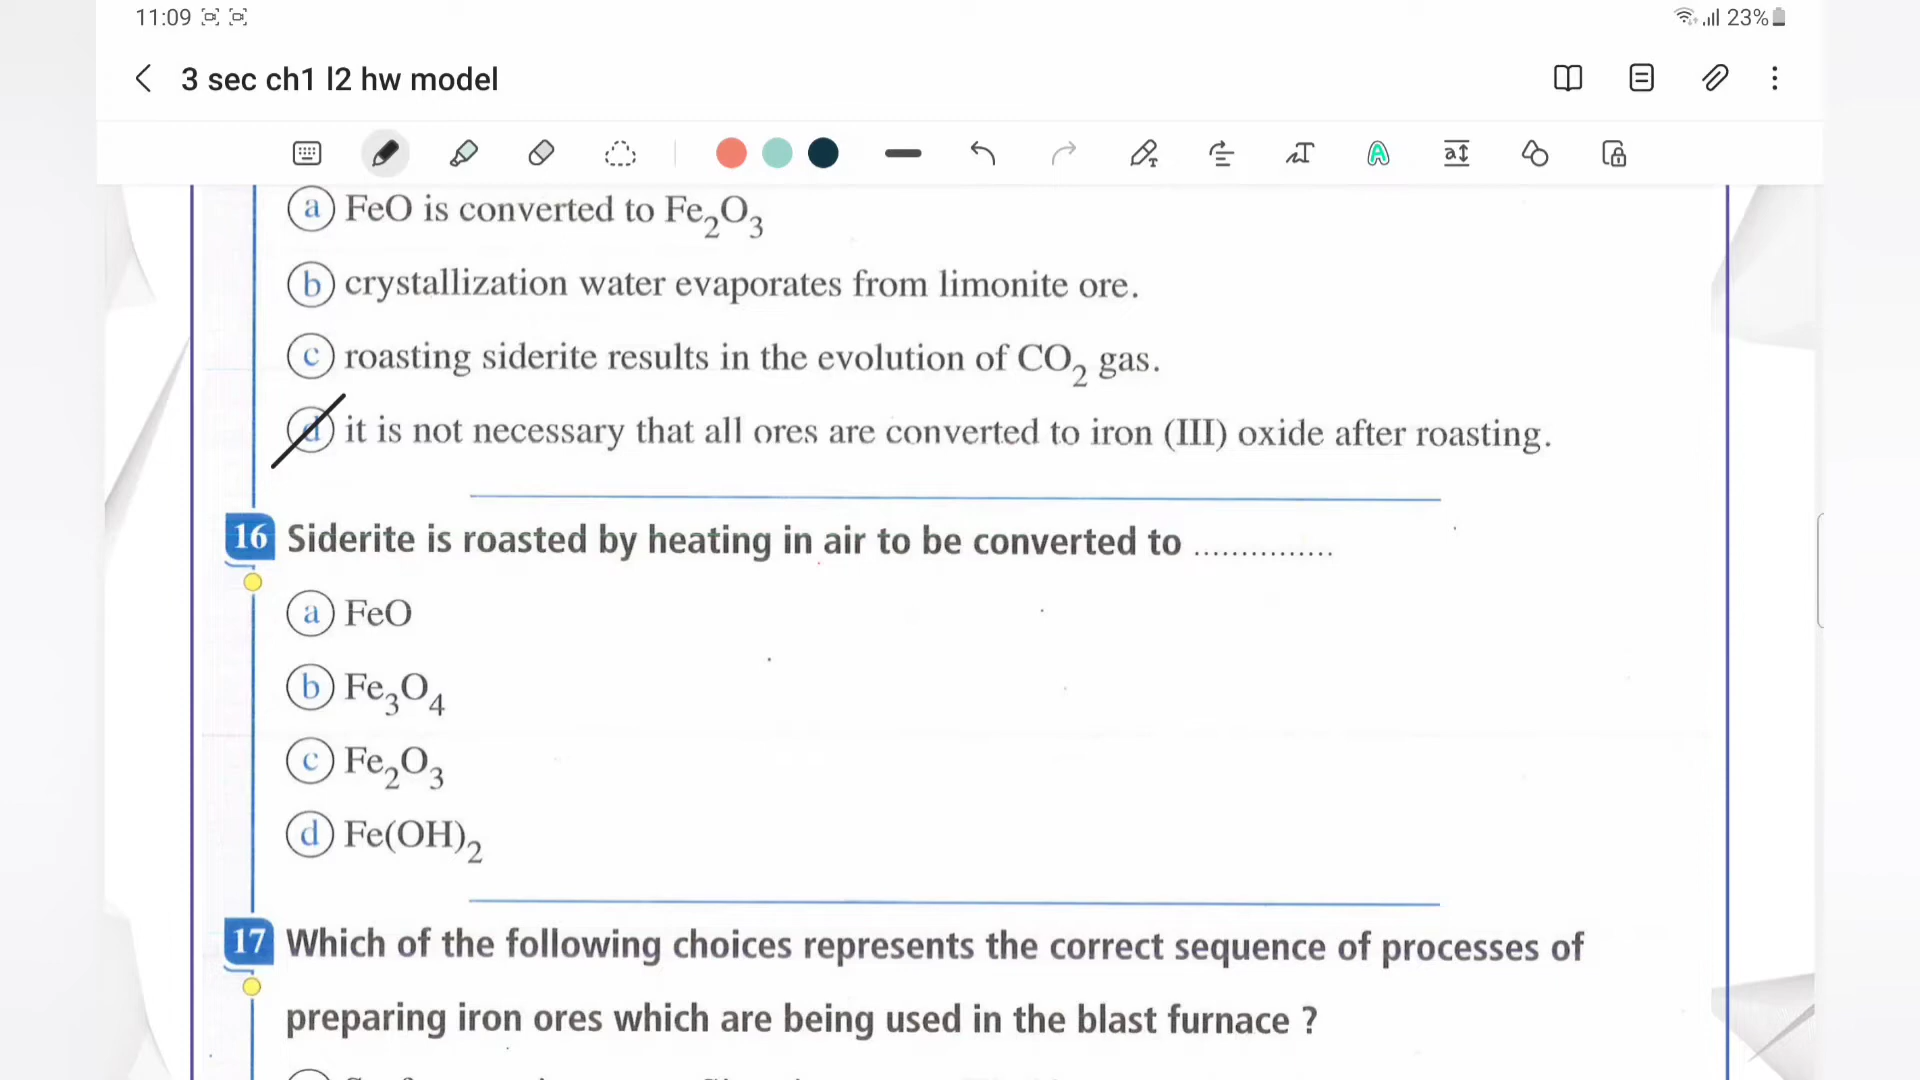 11:09
23%
3 sec ch1 l2 hw model
a FeO is converted to Fe₂O₃
b crystallization water evaporates from limonite ore.
c roasting siderite results in the evolution of CO₂ gas.
d it is not necessary that all ores are converted to iron (III) oxide after roasting.
16 Siderite is roasted by heating in air to be converted to ...............
a FeO
b Fe₃O₄
c Fe₂O₃
d Fe(OH)₂
17 Which of the following choices represents the correct sequence of processes of
preparing iron ores which are being used in the blast furnace ?